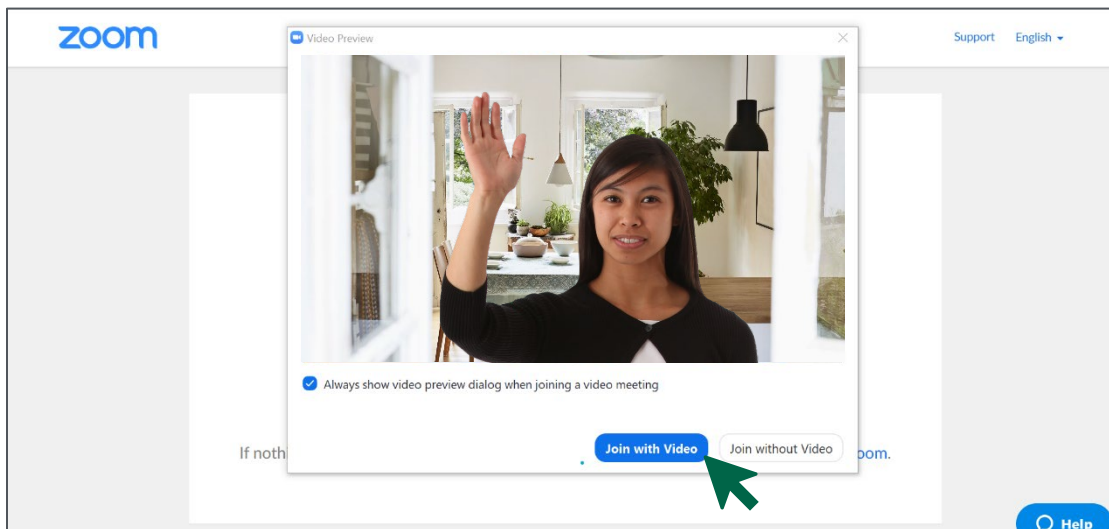 zoom
Support English
Video Preview
Always show video preview dialog when joining a video meeting
Join with Video Join without Video
If noth oom.
Help